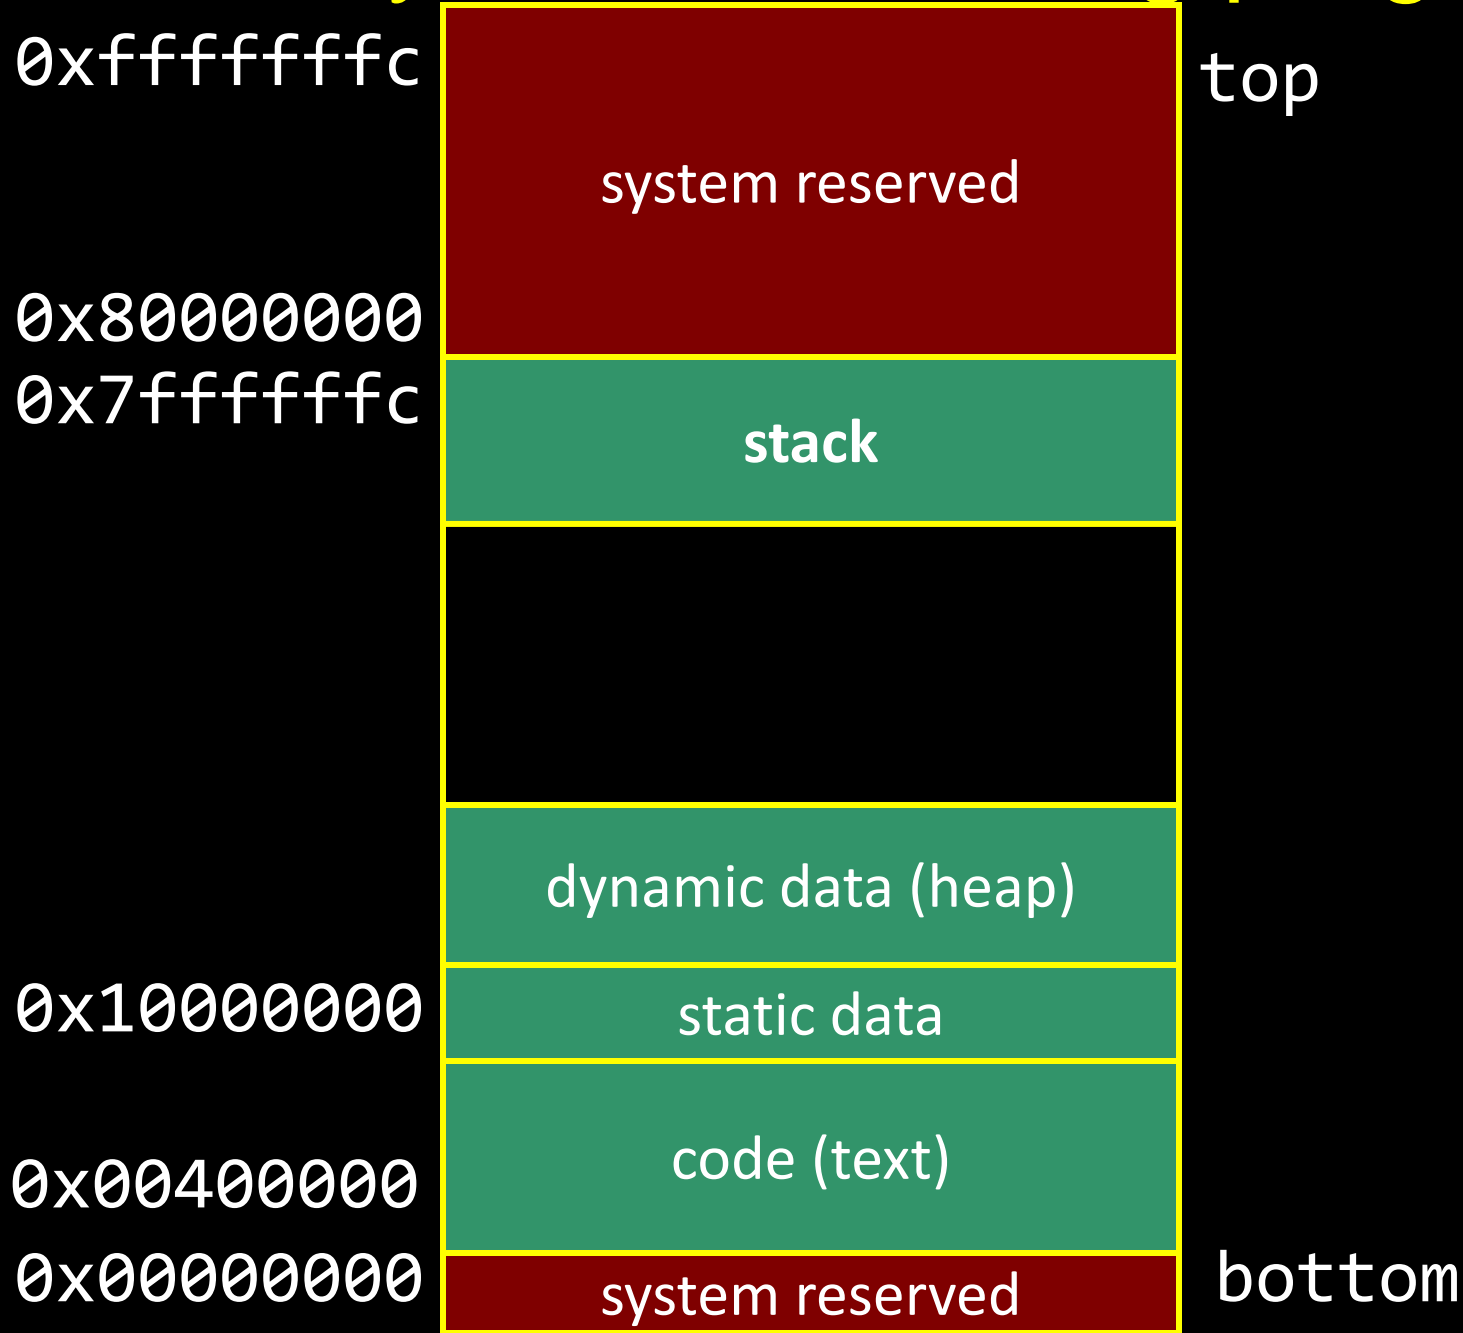 0xfffffffc
top
system reserved
0x80000000
0x7ffffffc
stack
dynamic data (heap)
0x10000000
static data
code (text)
0x00400000
0x00000000
bottom
system reserved